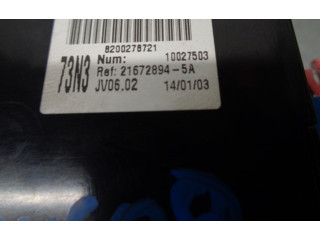 8200278721
73N3
Num: 10027503
Ref: 21672894-5A
JV06.02 14/01/03